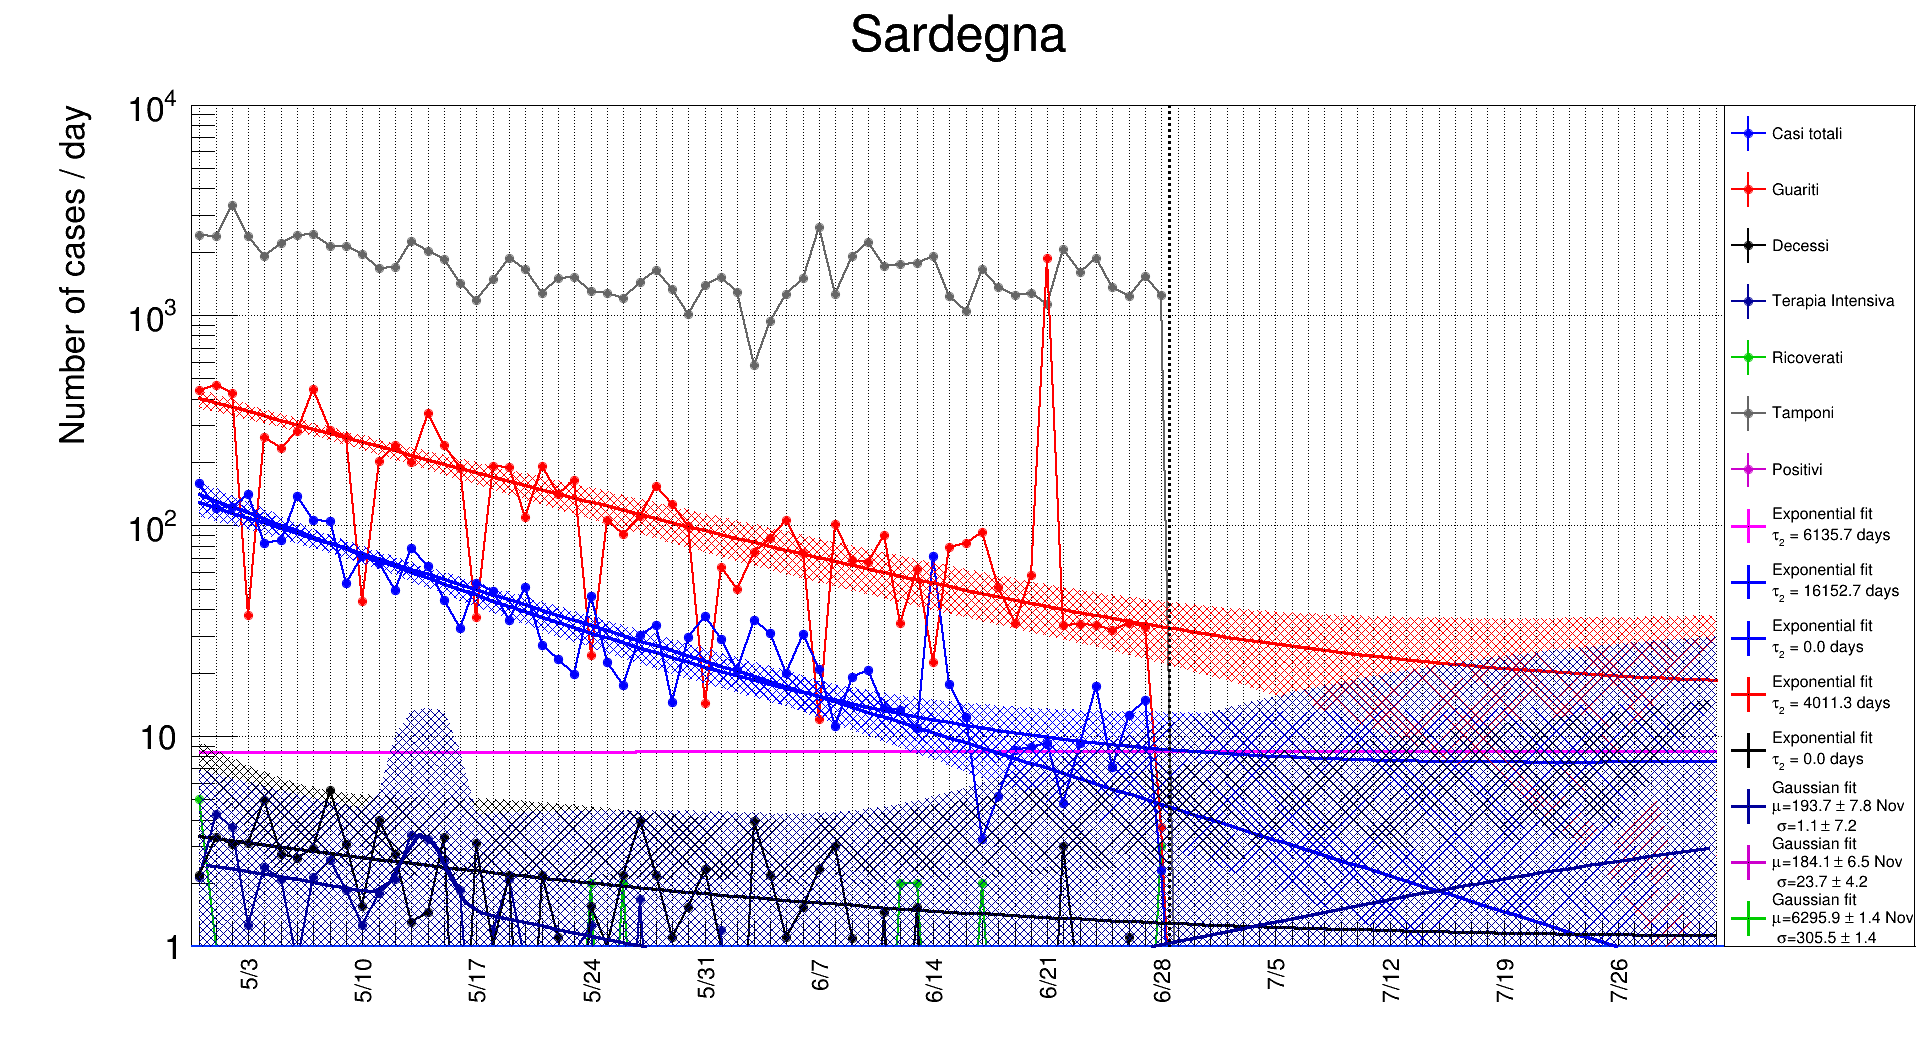 Sardegna
Number of cases / day
10^4
10^3
10^2
10
1
5/3
5/10
5/17
5/24
5/31
6/7
6/14
6/21
6/28
7/5
7/12
7/19
7/26
Casi totali
Guariti
Decessi
Terapia Intensiva
Ricoverati
Tamponi
Positivi
Exponential fit
τ₂ = 6135.7 days
Exponential fit
τ₂ = 16152.7 days
Exponential fit
τ₂ = 0.0 days
Exponential fit
τ₂ = 4011.3 days
Exponential fit
τ₂ = 0.0 days
Gaussian fit
μ=193.7 ± 7.8 Nov
σ=1.1 ± 7.2
Gaussian fit
μ=184.1 ± 6.5 Nov
σ=23.7 ± 4.2
Gaussian fit
μ=6295.9 ± 1.4 Nov
σ=305.5 ± 1.4